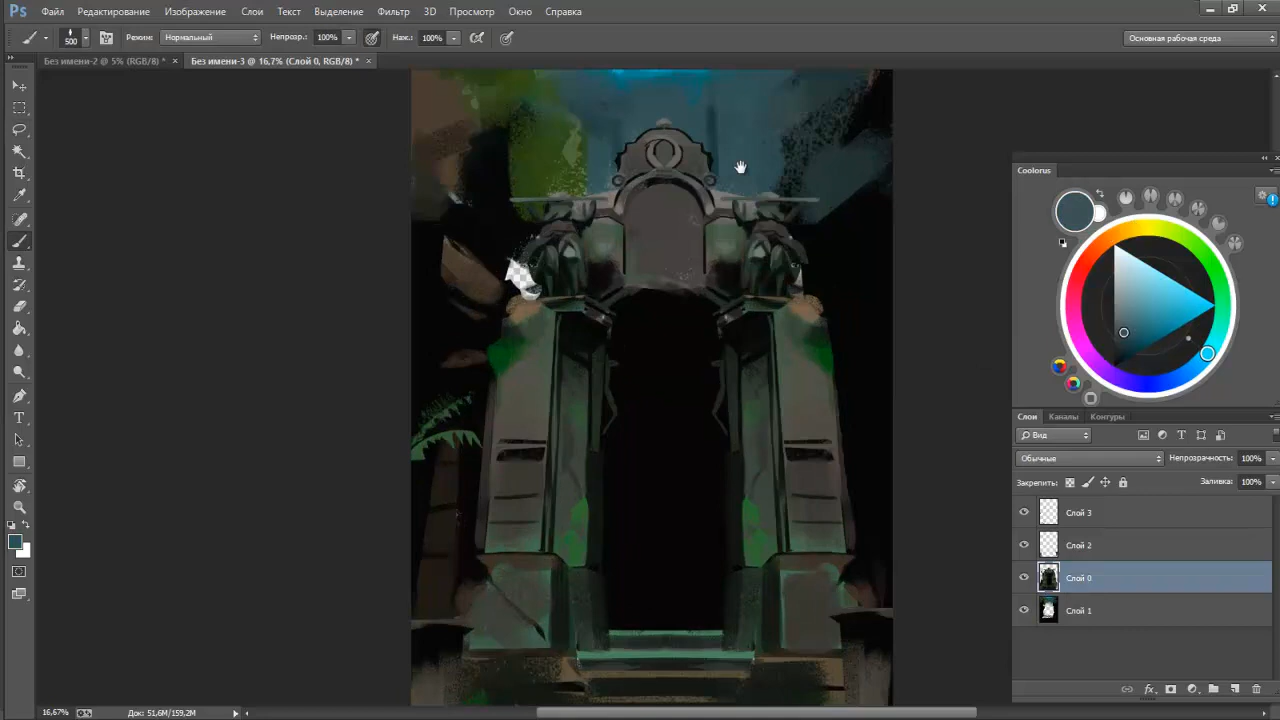 Ps Файл Редактирование Изображение Слои Текст Выделение Фильтр 3D Просмотр Окно Справка
500 Режим: Нормальный Непрозр.: 100% Наж.: 100% Основная рабочая среда
Без имени-2 @ 5% (RGB/8) * × Без имени-3 @ 16,7% (Слой 0, RGB/8) * ×
Coolorus
Слои Каналы Контуры
Вид
Обычные Непрозрачность: 100%
Закрепить: Заливка: 100%
Слой 3
Слой 2
Слой 0
Слой 1
fx
16,67% Док: 51,6M/159,2M